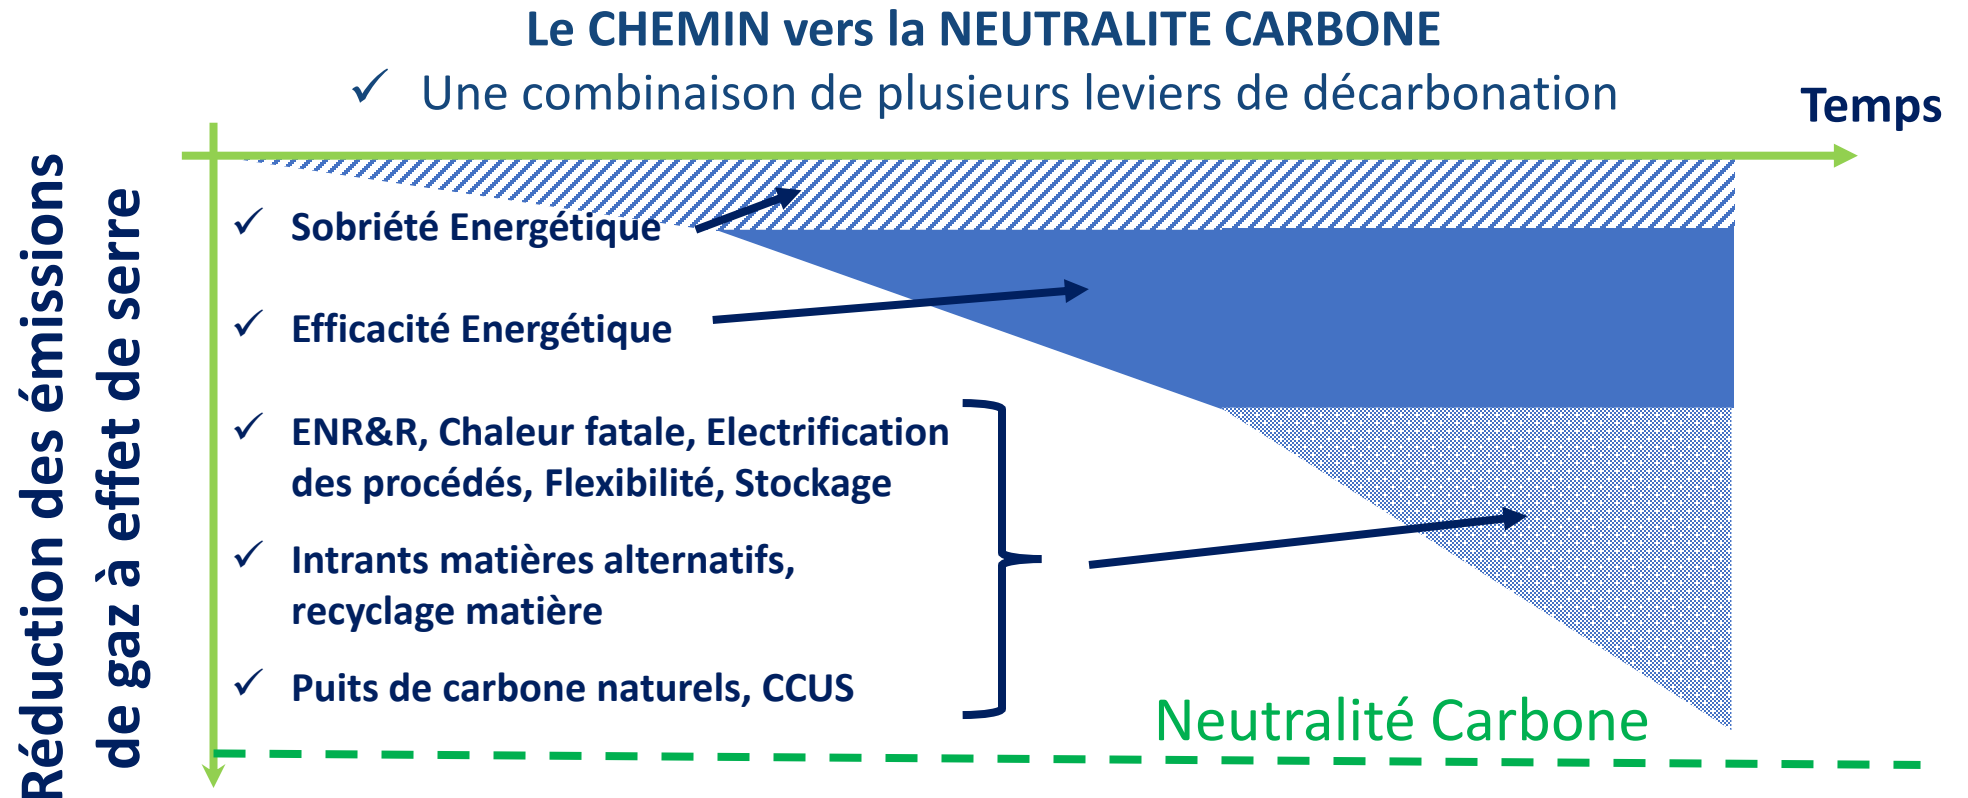 Le CHEMIN vers la NEUTRALITE CARBONE
✓ Une combinaison de plusieurs leviers de décarbonation
Temps
Réduction des émissions
de gaz à effet de serre
✓ Sobriété Energétique
✓ Efficacité Energétique
✓ ENR&R, Chaleur fatale, Electrification
des procédés, Flexibilité, Stockage
✓ Intrants matières alternatifs,
recyclage matière
✓ Puits de carbone naturels, CCUS
Neutralité Carbone